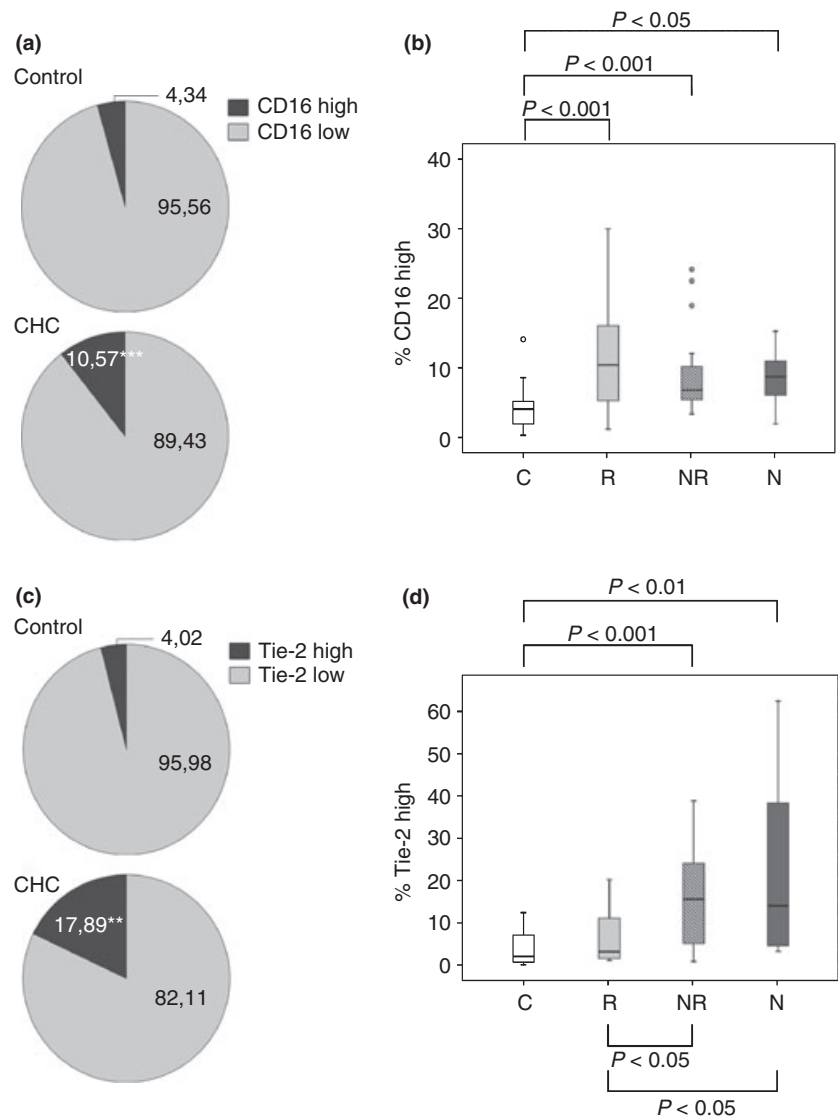 (a)
Control
4,34
CD16 high
CD16 low
95,56
CHC
10,57***
89,43
(b)
P < 0.05
P < 0.001
P < 0.001
% CD16 high
40
30
20
10
0
C R NR N
(c)
Control
4,02
Tie-2 high
Tie-2 low
95,98
CHC
17,89**
82,11
(d)
P < 0.01
P < 0.001
% Tie-2 high
60
50
40
30
20
10
0
C R NR N
P < 0.05
P < 0.05